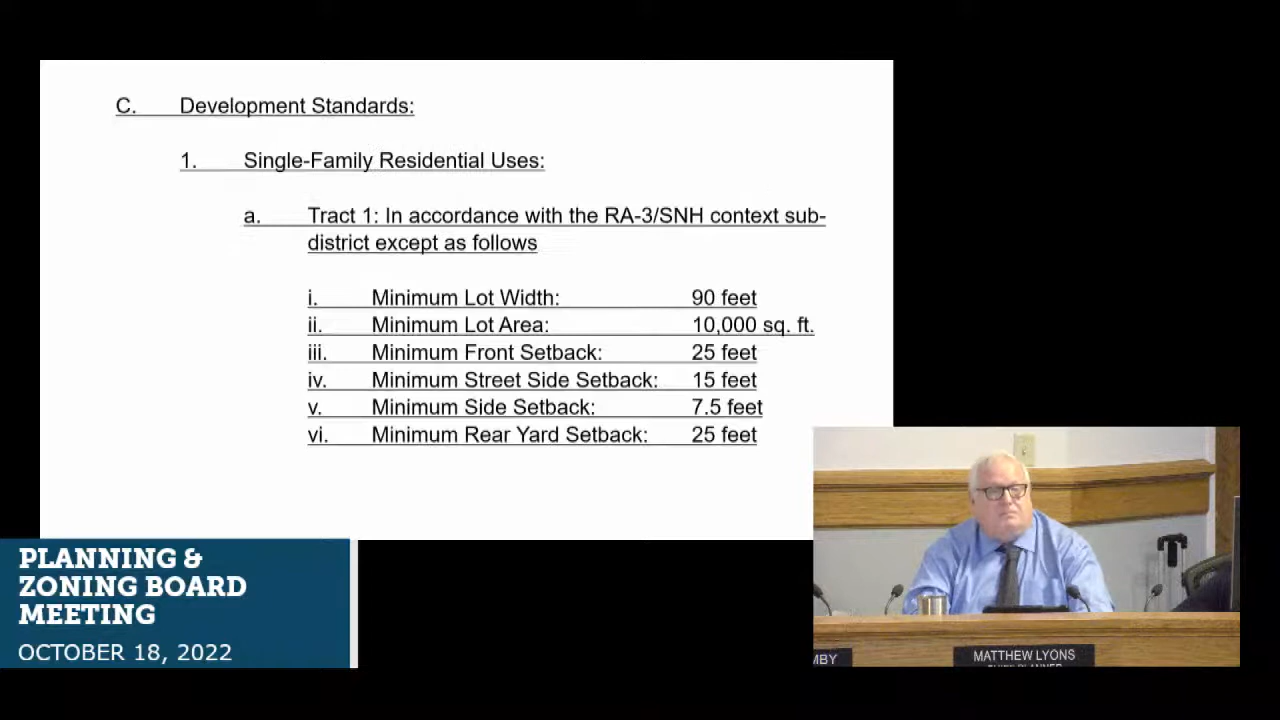 C. Development Standards:
1. Single-Family Residential Uses:
a. Tract 1: In accordance with the RA-3/SNH context sub-
district except as follows
i. Minimum Lot Width: 90 feet
ii. Minimum Lot Area: 10,000 sq. ft.
iii. Minimum Front Setback: 25 feet
iv. Minimum Street Side Setback: 15 feet
v. Minimum Side Setback: 7.5 feet
vi. Minimum Rear Yard Setback: 25 feet
PLANNING &
ZONING BOARD
MEETING
OCTOBER 18, 2022
MBY
MATTHEW LYONS
CHIEF PLANNER